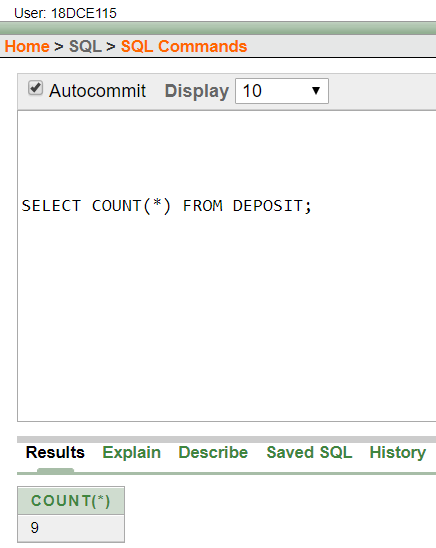 User: 18DCE115
Home > SQL > SQL Commands
Autocommit Display 10
SELECT COUNT(*) FROM DEPOSIT;
Results Explain Describe Saved SQL History
COUNT(*)
9